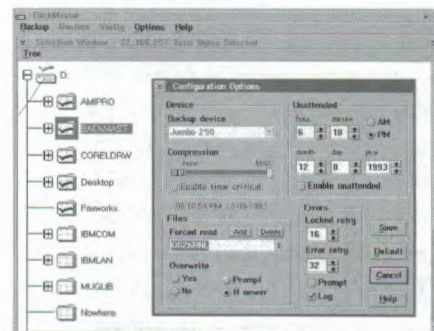 BackMaster
Backup Restore Verify Options Help
Selection Window - 22,165,257 Total Bytes Selected
Tree
D:
AMIPRO
BACKMAST
CORELDRW
Desktop
Faxworks
IBMCOM
IBMLAN
MUGLIB
Nowhere
Configuration Options
Device
Backup device
Jumbo 250
Compression
none
Enable time critical
Files
Forced read Add Delete
OS2KRNL
Overwrite
Yes Prompt
No If newer
Unattended
hour minute AM
6 10 PM
month day year
12 8 1993
Enable unattended
Errors
Locked retry
16
Error retry
32
Prompt
Log
Save
Default
Cancel
Help